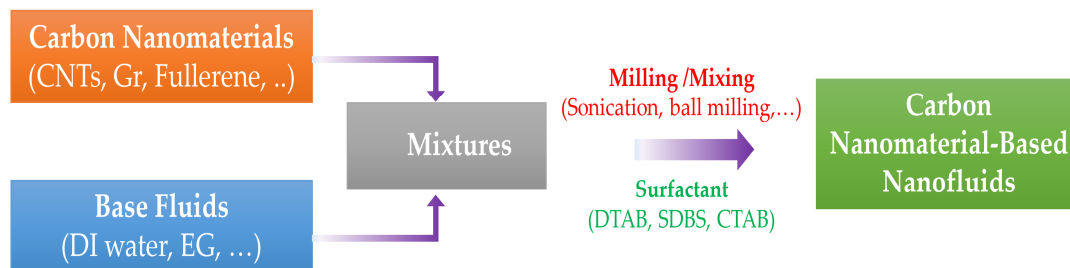 Carbon Nanomaterials
(CNTs, Gr, Fullerene, ..)
Base Fluids
(DI water, EG, …)
Mixtures
Milling /Mixing
(Sonication, ball milling,…)
Surfactant
(DTAB, SDBS, CTAB)
Carbon
Nanomaterial-Based
Nanofluids